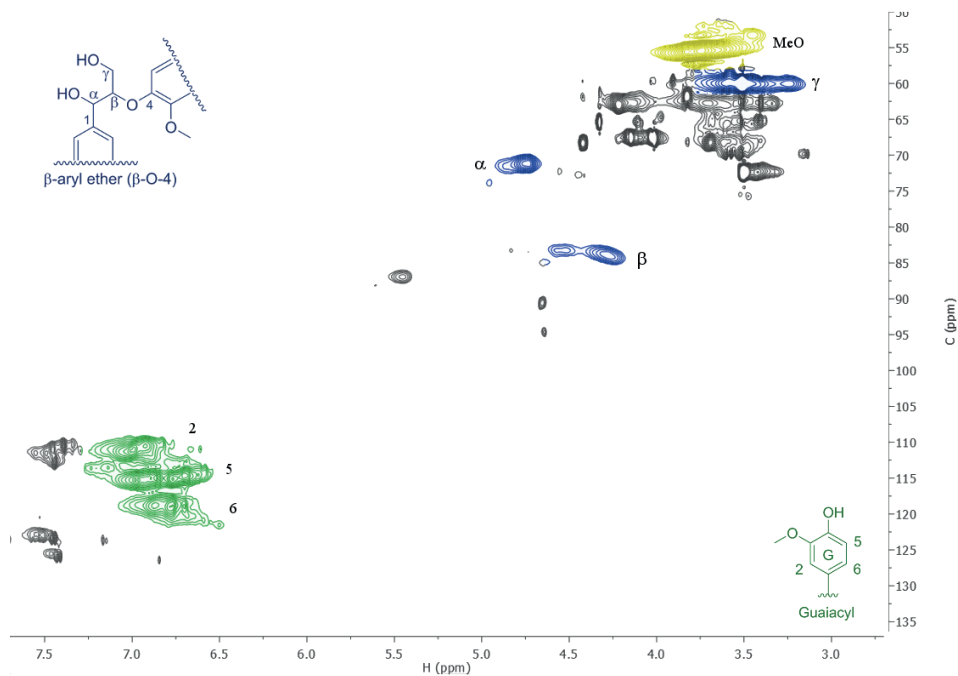 HO
γ
HO
α
β
O
4
1
O
β-aryl ether (β-O-4)
MeO
γ
α
β
2
5
6
OH
O
G
5
2
6
Guaiacyl
50
55
60
65
70
75
80
85
90
95
100
105
110
115
120
125
130
135
C (ppm)
7.5 7.0 6.5 6.0 5.5 5.0 4.5 4.0 3.5 3.0
H (ppm)